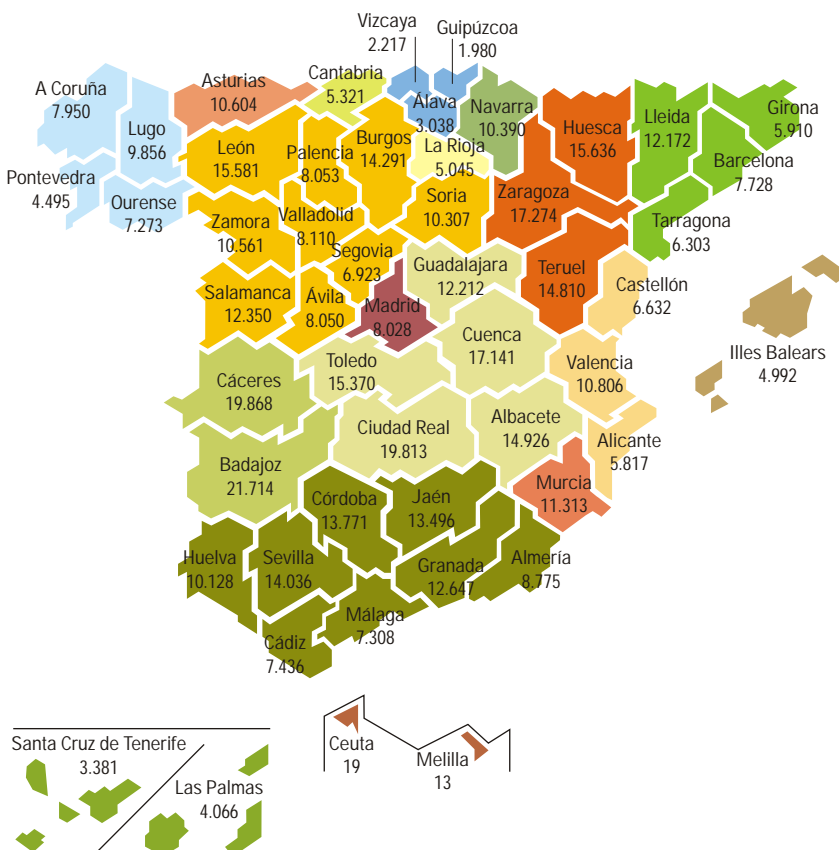 Vizcaya
2.217
Guipúzcoa
1.980
A Coruña
7.950
Asturias
10.604
Cantabria
5.321
Álava
3.038
Navarra
10.390
Huesca
15.636
Lleida
12.172
Girona
5.910
Lugo
9.856
León
15.581
Palencia
8.053
Burgos
14.291
La Rioja
5.045
Barcelona
7.728
Pontevedra
4.495
Ourense
7.273
Zamora
10.561
Valladolid
8.110
Soria
10.307
Zaragoza
17.274
Tarragona
6.303
Segovia
6.923
Guadalajara
12.212
Teruel
14.810
Castellón
6.632
Salamanca
12.350
Ávila
8.050
Madrid
8.028
Cuenca
17.141
Illes Balears
4.992
Cáceres
19.868
Toledo
15.370
Valencia
10.806
Ciudad Real
19.813
Albacete
14.926
Alicante
5.817
Badajoz
21.714
Córdoba
13.771
Jaén
13.496
Murcia
11.313
Huelva
10.128
Sevilla
14.036
Granada
12.647
Almería
8.775
Málaga
7.308
Cádiz
7.436
Santa Cruz de Tenerife
3.381
Las Palmas
4.066
Ceuta
19
Melilla
13